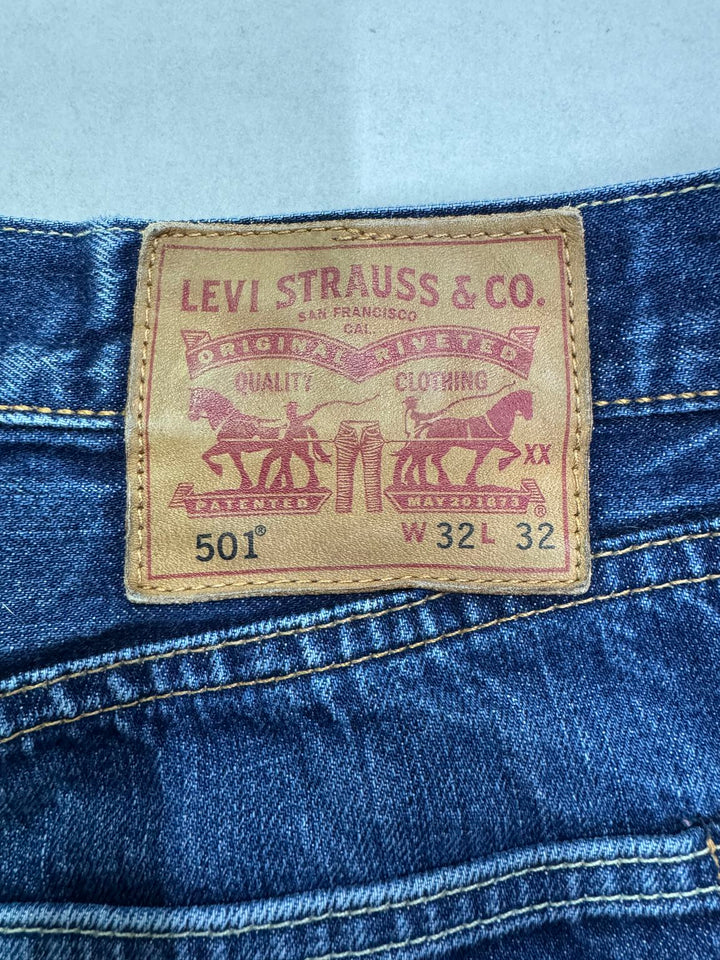 LEVI STRAUSS & CO.
SAN FRANCISCO
CAL.
ORIGINAL RIVETED
QUALITY CLOTHING
XX
PATENTED MAY 20 1873 ®
501® W 32 L 32